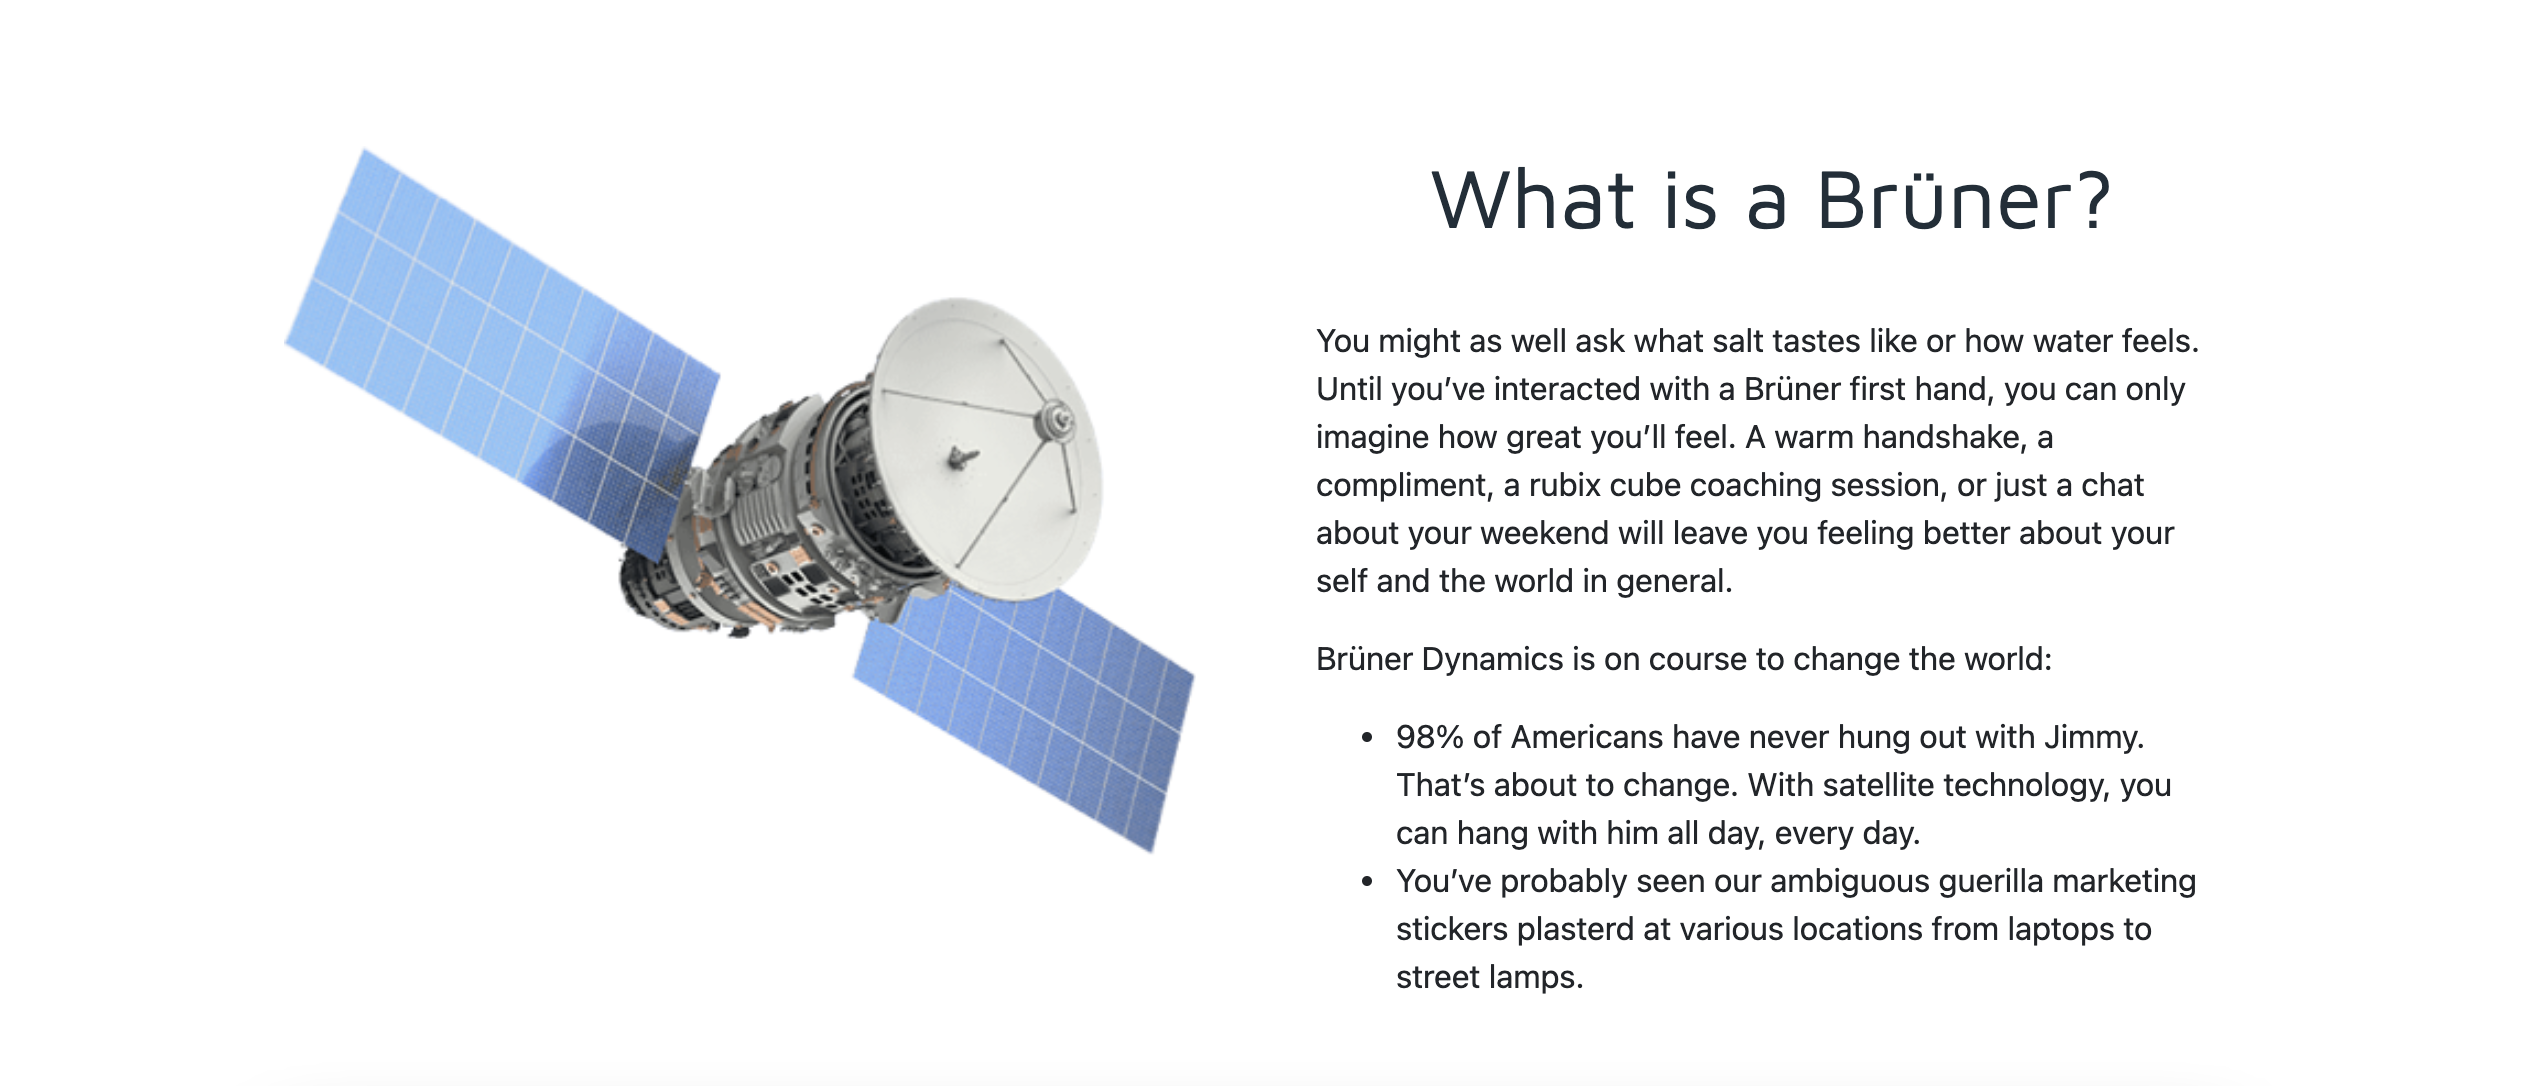 What is a Brüner?
You might as well ask what salt tastes like or how water feels.
Until you’ve interacted with a Brüner first hand, you can only
imagine how great you’ll feel. A warm handshake, a
compliment, a rubix cube coaching session, or just a chat
about your weekend will leave you feeling better about your
self and the world in general.
Brüner Dynamics is on course to change the world:
• 98% of Americans have never hung out with Jimmy.
That’s about to change. With satellite technology, you
can hang with him all day, every day.
• You’ve probably seen our ambiguous guerilla marketing
stickers plasterd at various locations from laptops to
street lamps.